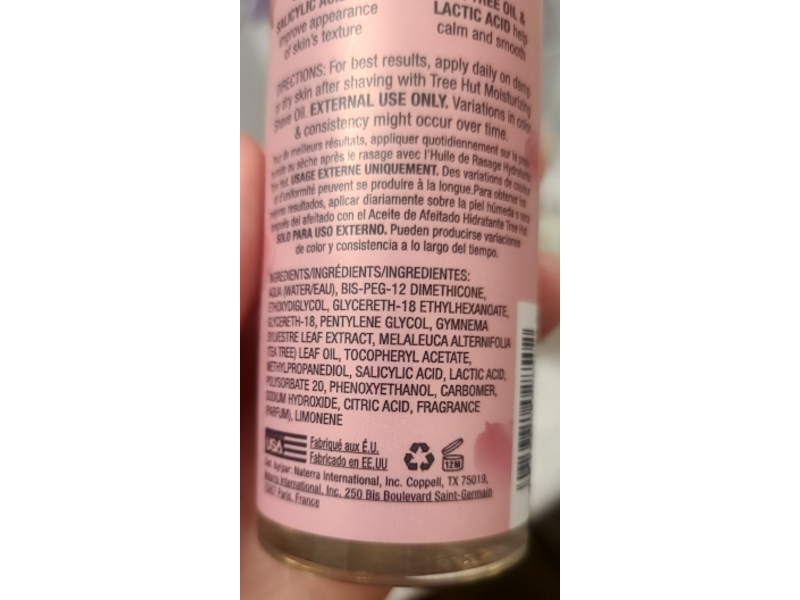 SALICYLIC ACID
improve appearance
of skin's texture
TREE OIL &
LACTIC ACID help
calm and smooth
DIRECTIONS: For best results, apply daily on damp
or dry skin after shaving with Tree Hut Moisturizing
Shave Oil. EXTERNAL USE ONLY. Variations in color
& consistency might occur over time.
Pour de meilleurs résultats, appliquer quotidiennement sur la peau
humide ou sèche après le rasage avec l'Huile de Rasage Hydratante
Tree Hut. USAGE EXTERNE UNIQUEMENT. Des variations de couleur
et d'uniformité peuvent se produire à la longue.Para obtener los
mejores resultados, aplicar diariamente sobre la piel húmeda o seca
después del afeitado con el Aceite de Afeitado Hidratante Tree Hut
SOLO PARA USO EXTERNO. Pueden producirse variaciones
de color y consistencia a lo largo del tiempo.
INGREDIENTS/INGRÉDIENTS/INGREDIENTES:
AQUA (WATER/EAU), BIS-PEG-12 DIMETHICONE,
ETHOXYDIGLYCOL, GLYCERETH-18 ETHYLHEXANOATE,
GLYCERETH-18, PENTYLENE GLYCOL, GYMNEMA
SYLVESTRE LEAF EXTRACT, MELALEUCA ALTERNIFOLIA
(TEA TREE) LEAF OIL, TOCOPHERYL ACETATE,
METHYLPROPANEDIOL, SALICYLIC ACID, LACTIC ACID,
POLYSORBATE 20, PHENOXYETHANOL, CARBOMER,
SODIUM HYDROXIDE, CITRIC ACID, FRAGRANCE
(PARFUM), LIMONENE
USA
Fabriqué aux É.U.
Fabricado en EE.UU
12M
Dist. by/par: Naterra International, Inc. Coppell, TX 75019,
Naterra International, Inc. 250 Bis Boulevard Saint-Germain
Paris, France